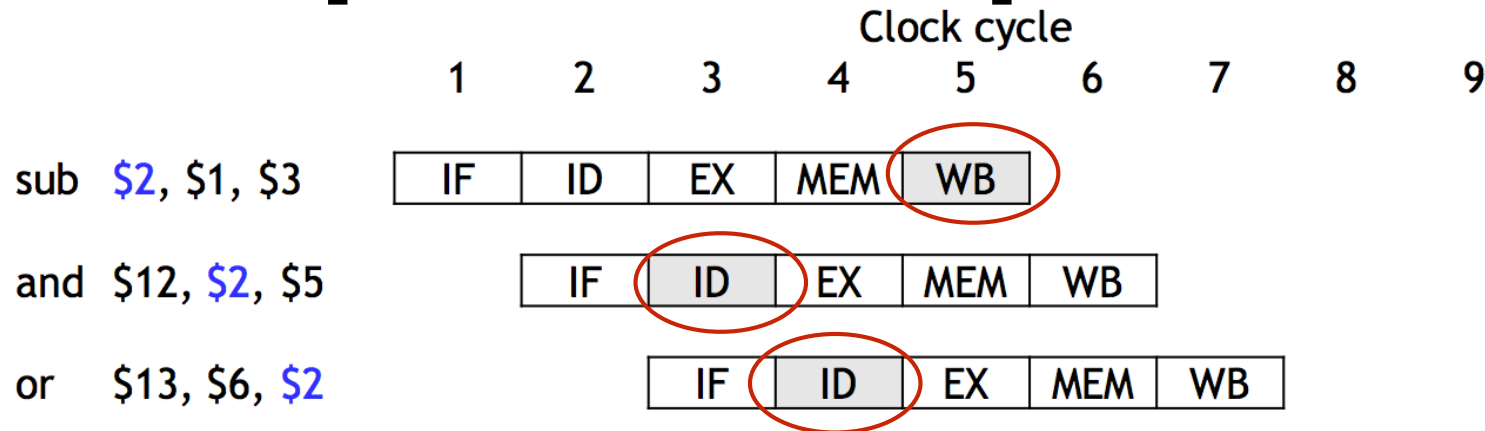 Clock cycle
1 2 3 4 5 6 7 8 9
sub $2, $1, $3 IF ID EX MEM WB
and $12, $2, $5 IF ID EX MEM WB
or $13, $6, $2 IF ID EX MEM WB